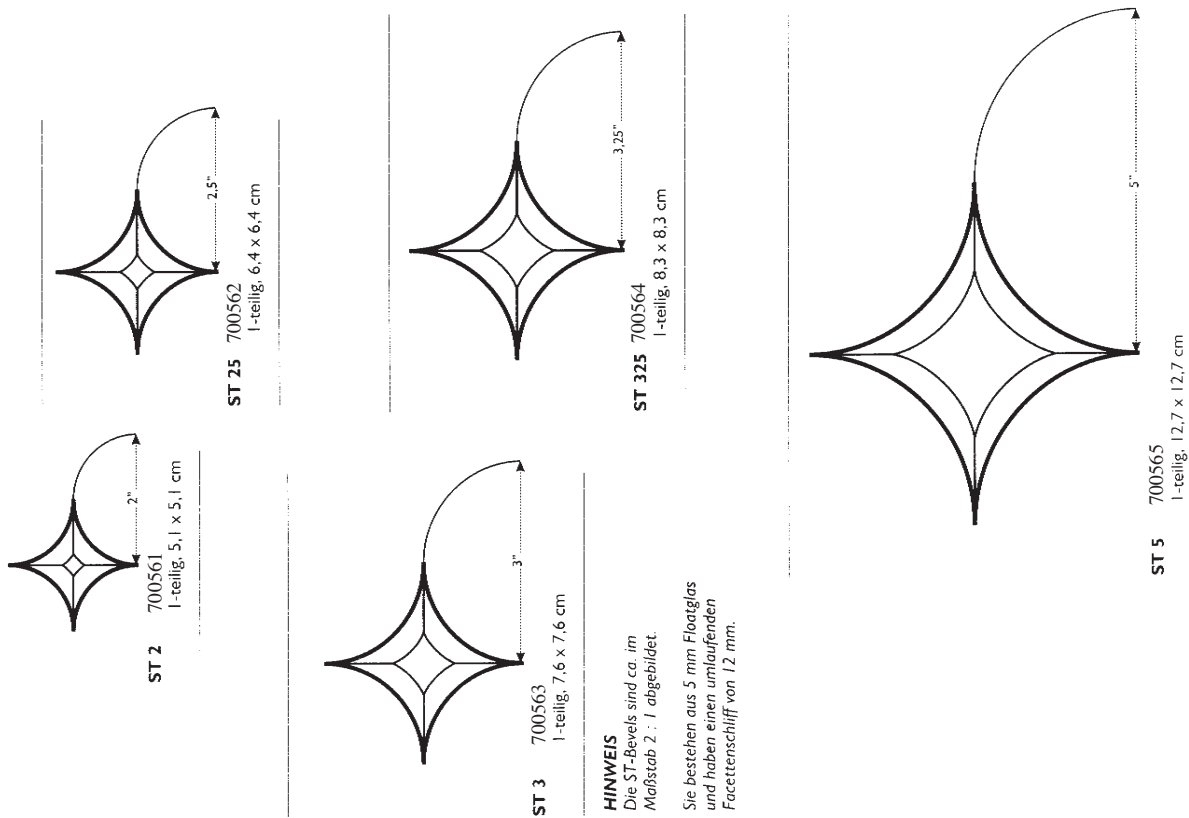 2"
ST 2 700561
1-teilig, 5,1 x 5,1 cm
2,5"
ST 25 700562
1-teilig, 6,4 x 6,4 cm
3"
ST 3 700563
1-teilig, 7,6 x 7,6 cm
3,25"
ST 325 700564
1-teilig, 8,3 x 8,3 cm
HINWEIS
Die ST-Bevels sind ca. im
Maßstab 2 : 1 abgebildet.
Sie bestehen aus 5 mm Floatglas
und haben einen umlaufenden
Facettenschliff von 12 mm.
5"
ST 5 700565
1-teilig, 12,7 x 12,7 cm